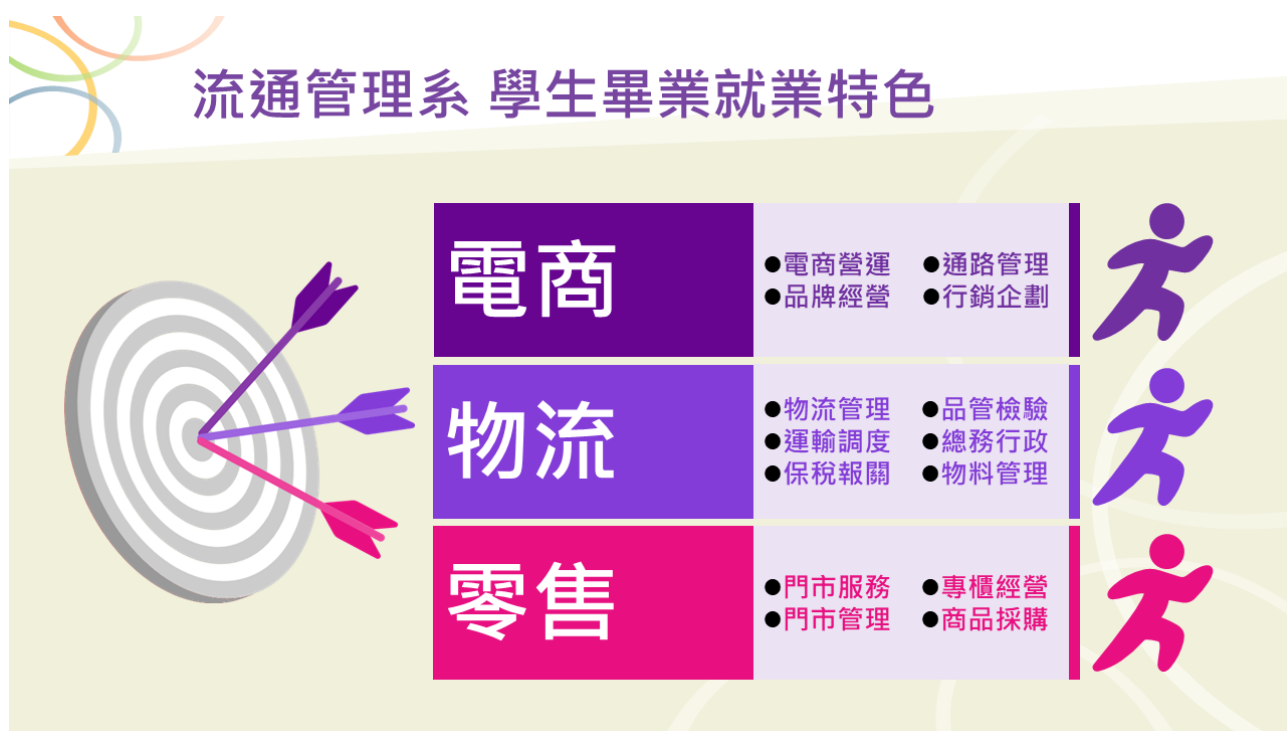 流通管理系 學生畢業就業特色
電商
●電商營運 ●通路管理
●品牌經營 ●行銷企劃
物流
●物流管理 ●品管檢驗
●運輸調度 ●總務行政
●保稅報關 ●物料管理
零售
●門市服務 ●專櫃經營
●門市管理 ●商品採購